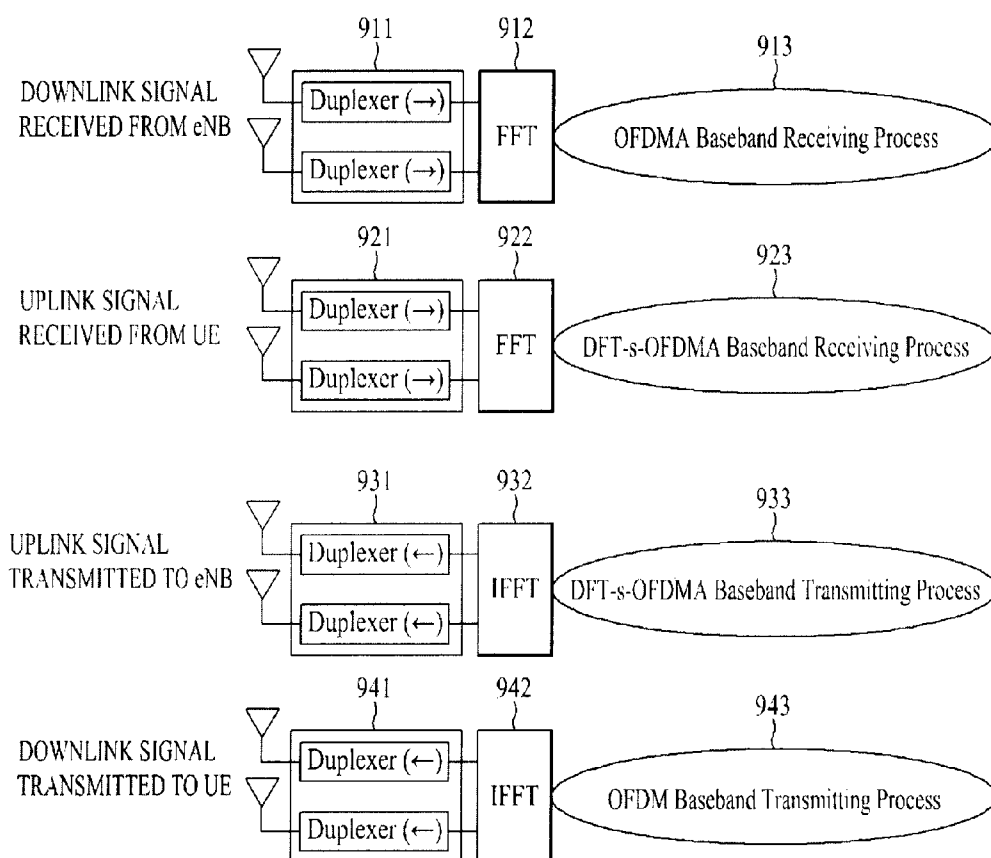 911
912
913
DOWNLINK SIGNAL
RECEIVED FROM eNB
Duplexer (→)
Duplexer (→)
FFT
OFDMA Baseband Receiving Process
921
922
923
UPLINK SIGNAL
RECEIVED FROM UE
Duplexer (→)
Duplexer (→)
FFT
DFT-s-OFDMA Baseband Receiving Process
931
932
933
UPLINK SIGNAL
TRANSMITTED TO eNB
Duplexer (←)
Duplexer (←)
IFFT
DFT-s-OFDMA Baseband Transmitting Process
941
942
943
DOWNLINK SIGNAL
TRANSMITTED TO UE
Duplexer (←)
Duplexer (←)
IFFT
OFDM Baseband Transmitting Process